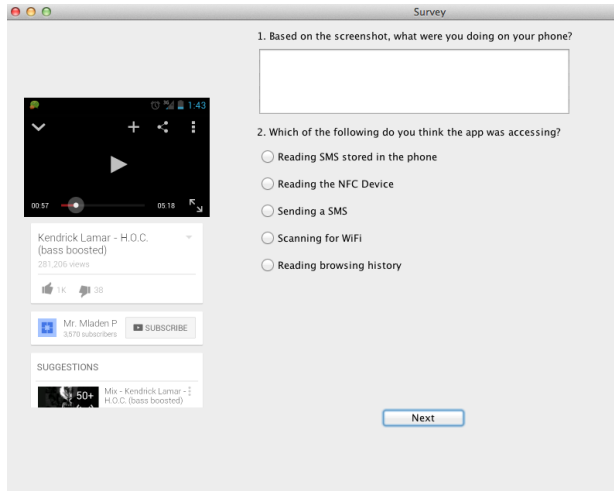 Survey
1. Based on the screenshot, what were you doing on your phone?
2. Which of the following do you think the app was accessing?
Reading SMS stored in the phone
Reading the NFC Device
Sending a SMS
Scanning for WiFi
Reading browsing history
Next
1:43
00:57
05:18
Kendrick Lamar - H.O.C.
(bass boosted)
281,206 views
1K
38
Mr. Mladen P
3,570 subscribers
SUBSCRIBE
SUGGESTIONS
50+
Mix - Kendrick Lamar -
H.O.C. (bass boosted)